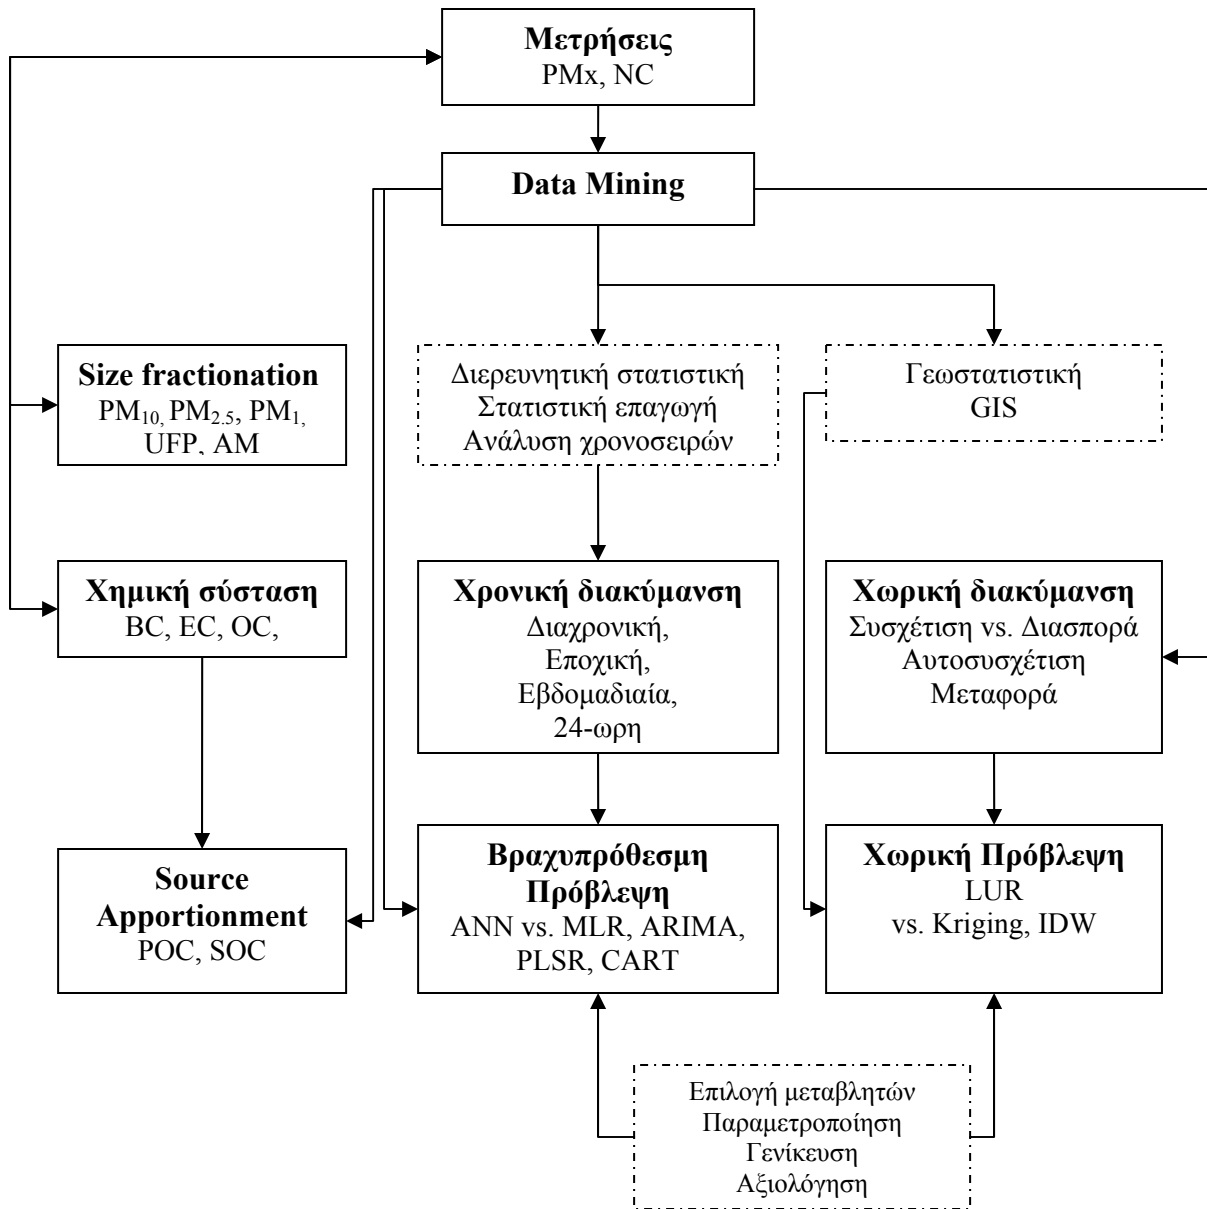 Μετρήσεις
PMx, NC
Data Mining
Size fractionation
PM10, PM2.5, PM1,
UFP, AM
Διερευνητική στατιστική
Στατιστική επαγωγή
Ανάλυση χρονοσειρών
Γεωστατιστική
GIS
Χημική σύσταση
BC, EC, OC,
Χρονική διακύμανση
Διαχρονική,
Εποχική,
Εβδομαδιαία,
24-ωρη
Χωρική διακύμανση
Συσχέτιση vs. Διασπορά
Αυτοσυσχέτιση
Μεταφορά
Source
Apportionment
POC, SOC
Βραχυπρόθεσμη
Πρόβλεψη
ANN vs. MLR, ARIMA,
PLSR, CART
Χωρική Πρόβλεψη
LUR
vs. Kriging, IDW
Επιλογή μεταβλητών
Παραμετροποίηση
Γενίκευση
Αξιολόγηση